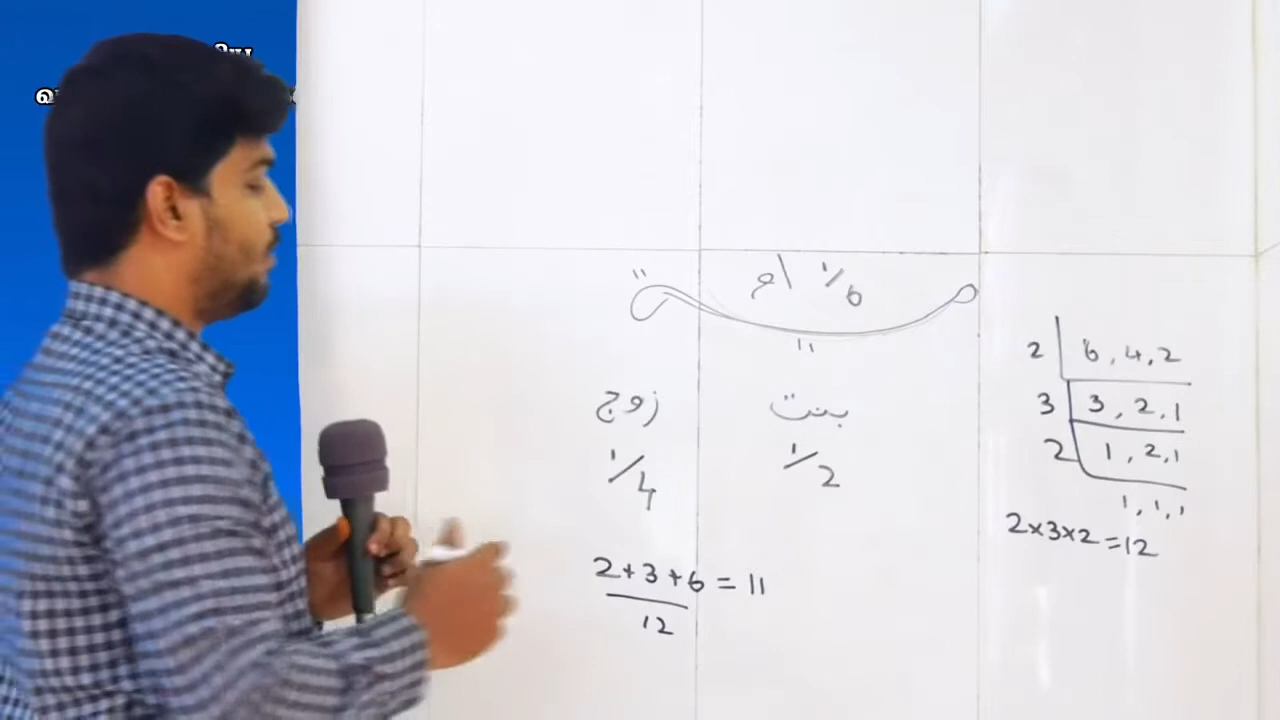 ام 1/6
"
"
زوج بنت
1/4 1/2
2+3+6 = 11
12
2 6,4,2
3 3,2,1
2 1,2,1
1,1,1
2x3x2=12